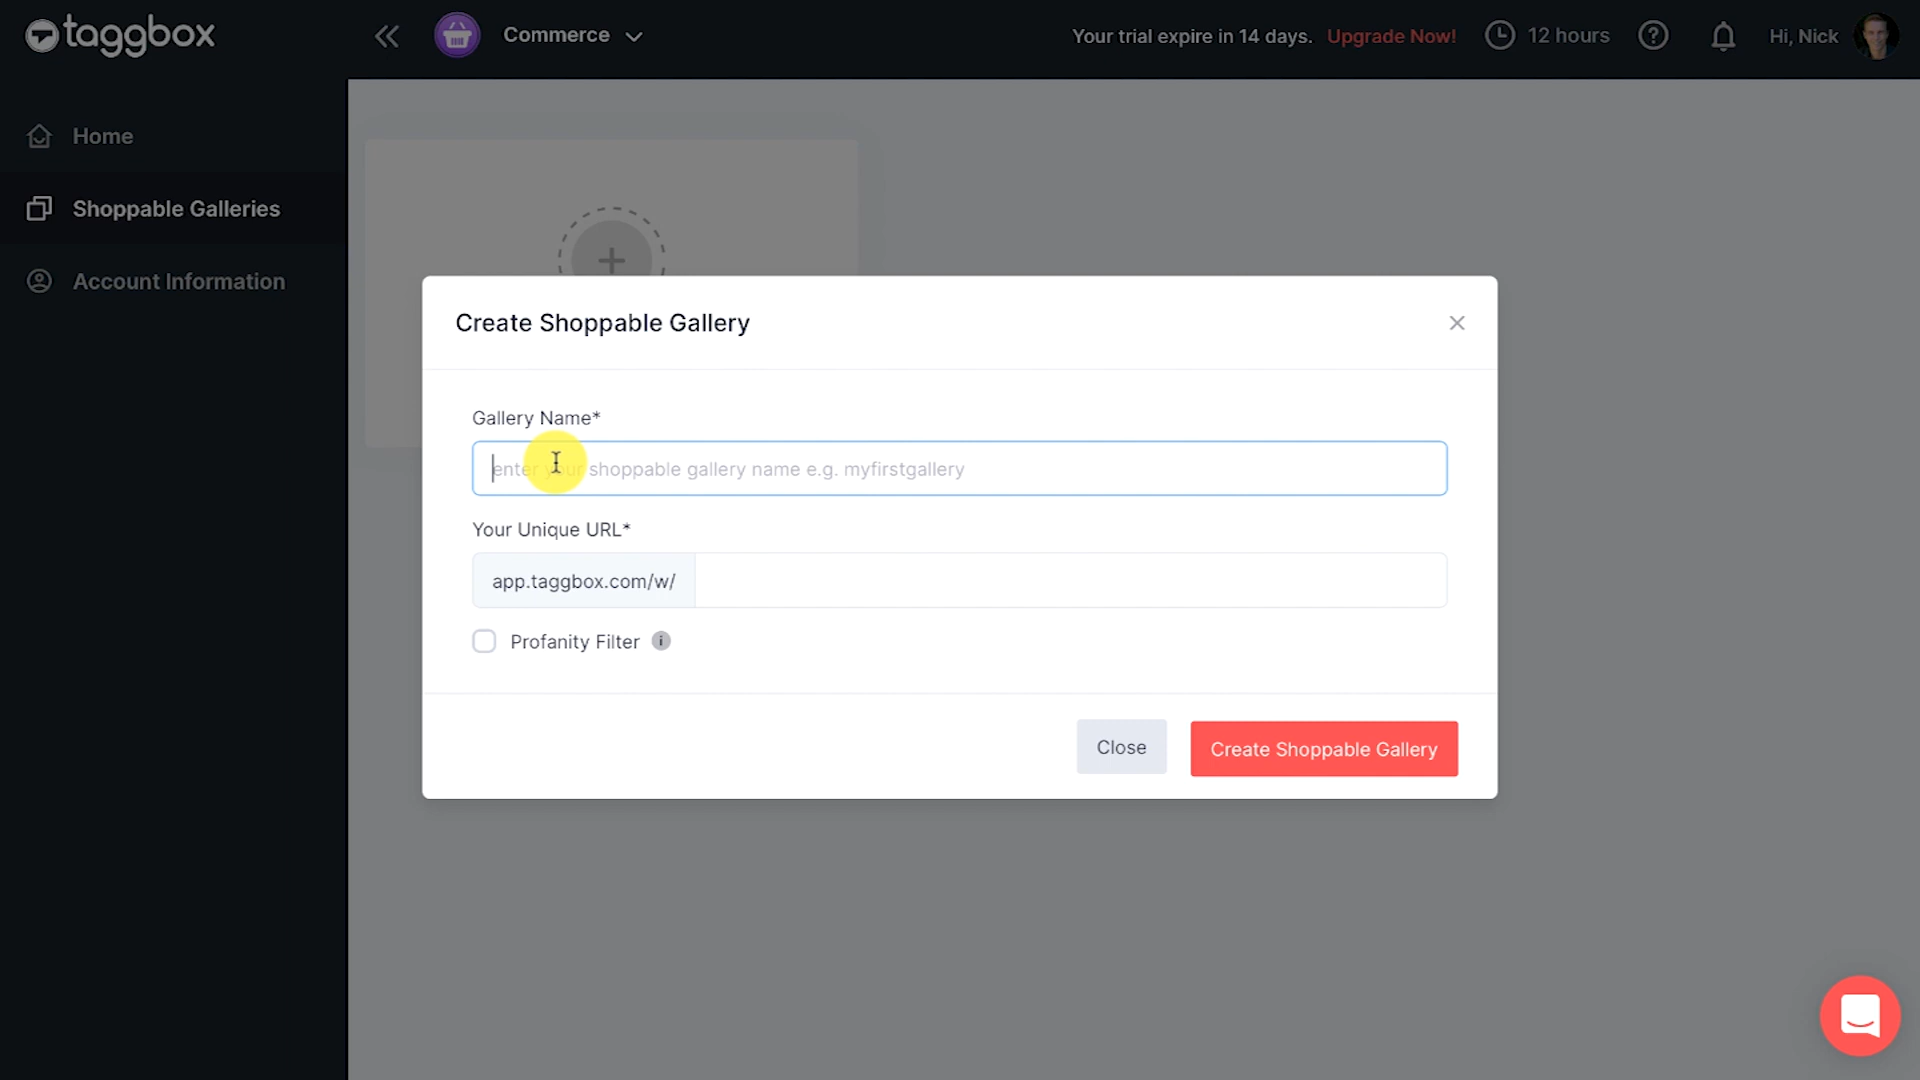 taggbox
Commerce
Your trial expire in 14 days. Upgrade Now!
12 hours
Hi, Nick
Home
Shoppable Galleries
Account Information
Create Shoppable Gallery
Gallery Name*
enter your shoppable gallery name e.g. myfirstgallery
Your Unique URL*
app.taggbox.com/w/
Profanity Filter
Close
Create Shoppable Gallery